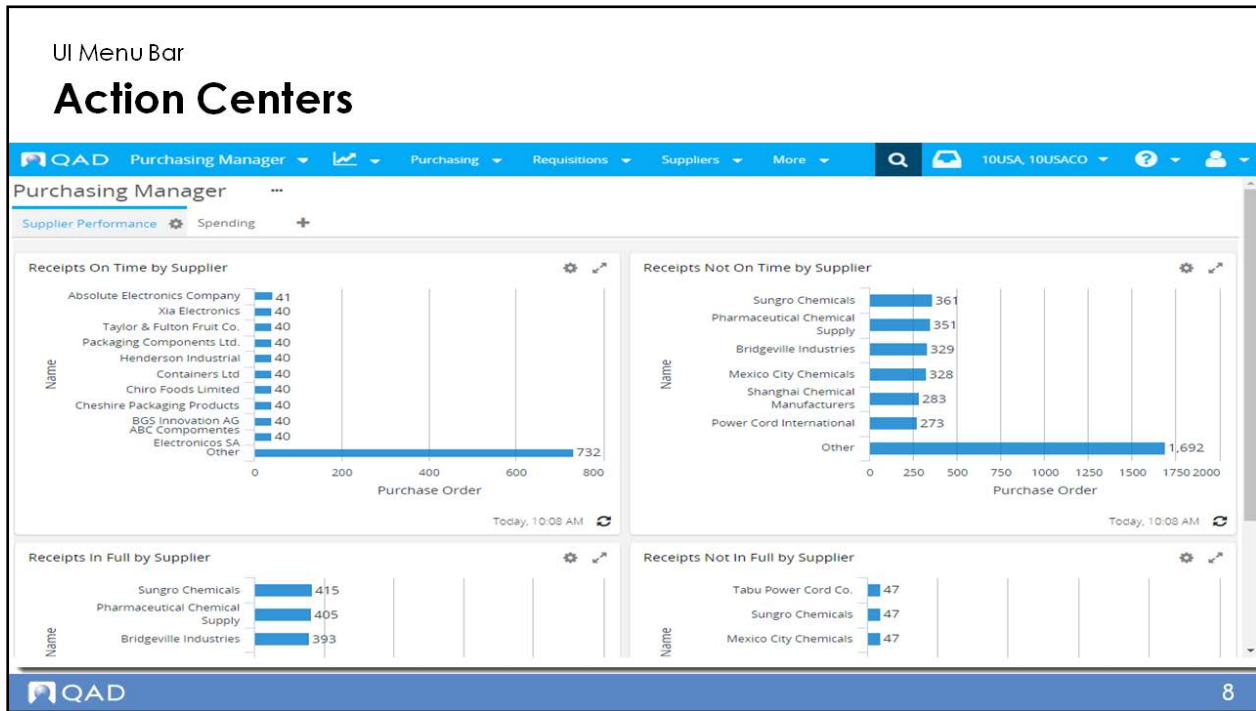 UI Menu Bar
Action Centers
QAD Purchasing Manager Purchasing Requisitions Suppliers More 10USA, 10USACO ?
Purchasing Manager ...
Supplier Performance Spending +
Receipts On Time by Supplier
Name
Absolute Electronics Company 41
Xia Electronics 40
Taylor & Fulton Fruit Co. 40
Packaging Components Ltd. 40
Henderson Industrial 40
Containers Ltd 40
Chiro Foods Limited 40
Cheshire Packaging Products 40
BGS Innovation AG 40
ABC Compomentes
Electronicos SA 40
Other 732
0 200 400 600 800
Purchase Order
Today, 10:08 AM
Receipts Not On Time by Supplier
Name
Sungro Chemicals 361
Pharmaceutical Chemical
Supply 351
Bridgeville Industries 329
Mexico City Chemicals 328
Shanghai Chemical
Manufacturers 283
Power Cord International 273
Other 1,692
0 250 500 750 1000 1250 1500 1750 2000
Purchase Order
Today, 10:08 AM
Receipts In Full by Supplier
Name
Sungro Chemicals 415
Pharmaceutical Chemical
Supply 405
Bridgeville Industries 393
Receipts Not In Full by Supplier
Name
Tabu Power Cord Co. 47
Sungro Chemicals 47
Mexico City Chemicals 47
QAD 8